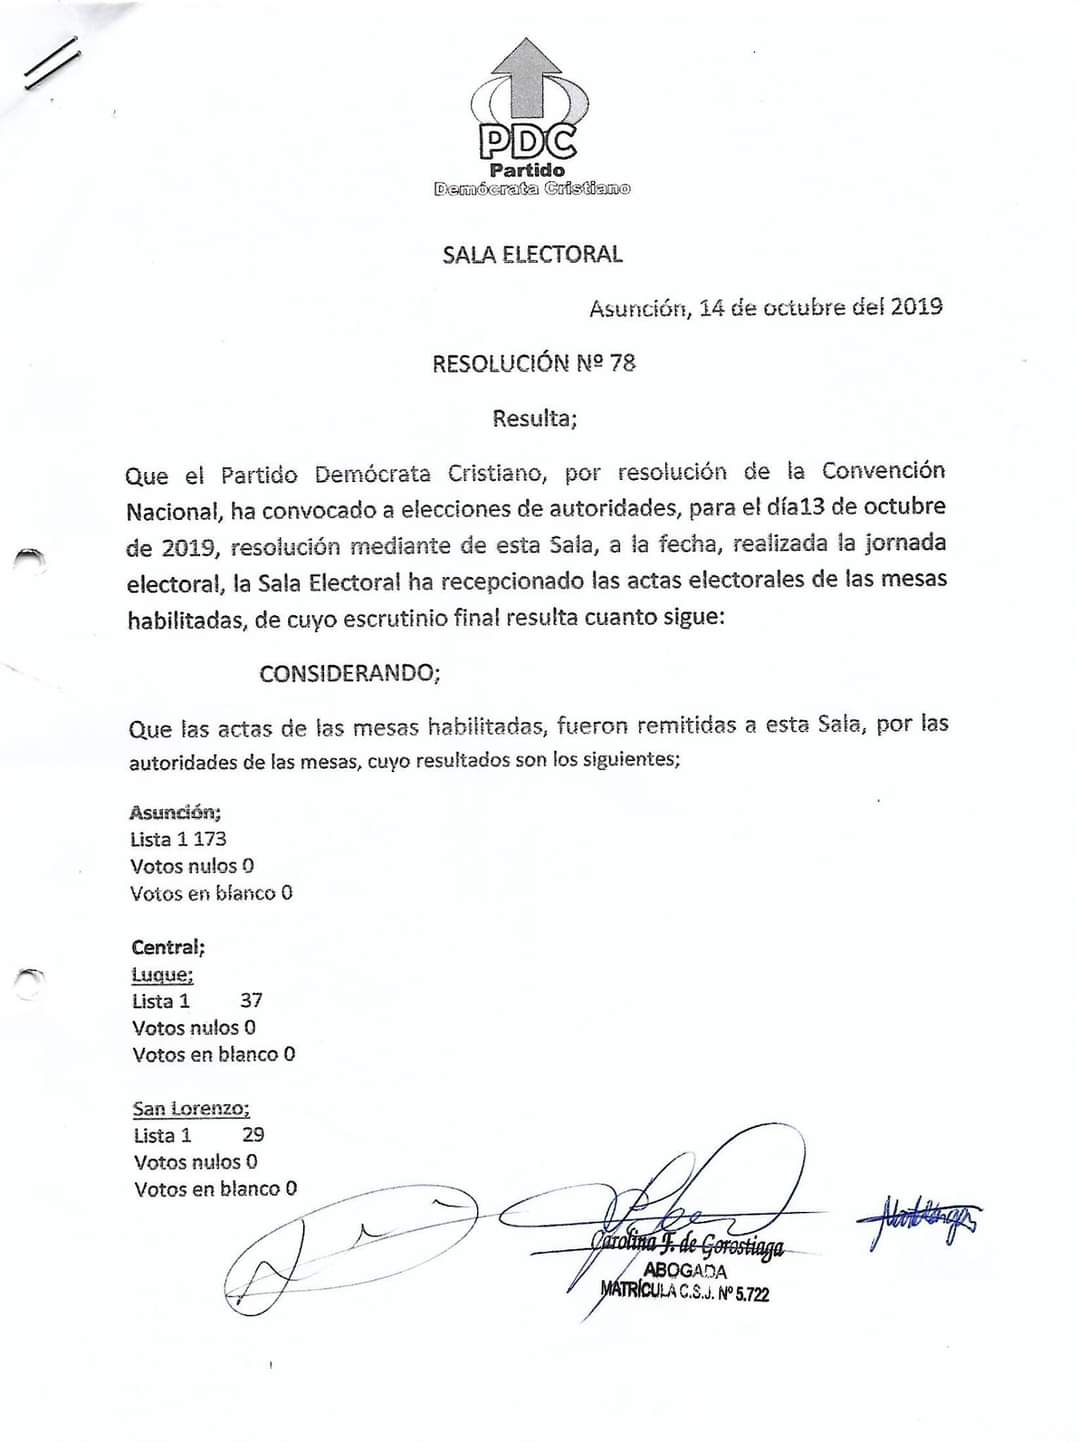 PDC
Partido
Demócrata Cristiano
SALA ELECTORAL
Asunción, 14 de octubre del 2019
RESOLUCIÓN Nº 78
Resulta;
Que el Partido Demócrata Cristiano, por resolución de la Convención
Nacional, ha convocado a elecciones de autoridades, para el día13 de octubre
de 2019, resolución mediante de esta Sala, a la fecha, realizada la jornada
electoral, la Sala Electoral ha recepcionado las actas electorales de las mesas
habilitadas, de cuyo escrutinio final resulta cuanto sigue:
CONSIDERANDO;
Que las actas de las mesas habilitadas, fueron remitidas a esta Sala, por las
autoridades de las mesas, cuyo resultados son los siguientes;
Asunción;
Lista 1 173
Votos nulos 0
Votos en blanco 0
Central;
Luque;
Lista 1 37
Votos nulos 0
Votos en blanco 0
San Lorenzo;
Lista 1 29
Votos nulos 0
Votos en blanco 0
Carolina F. de Gorostiaga
ABOGADA
MATRÍCULA C.S.J. Nº 5.722